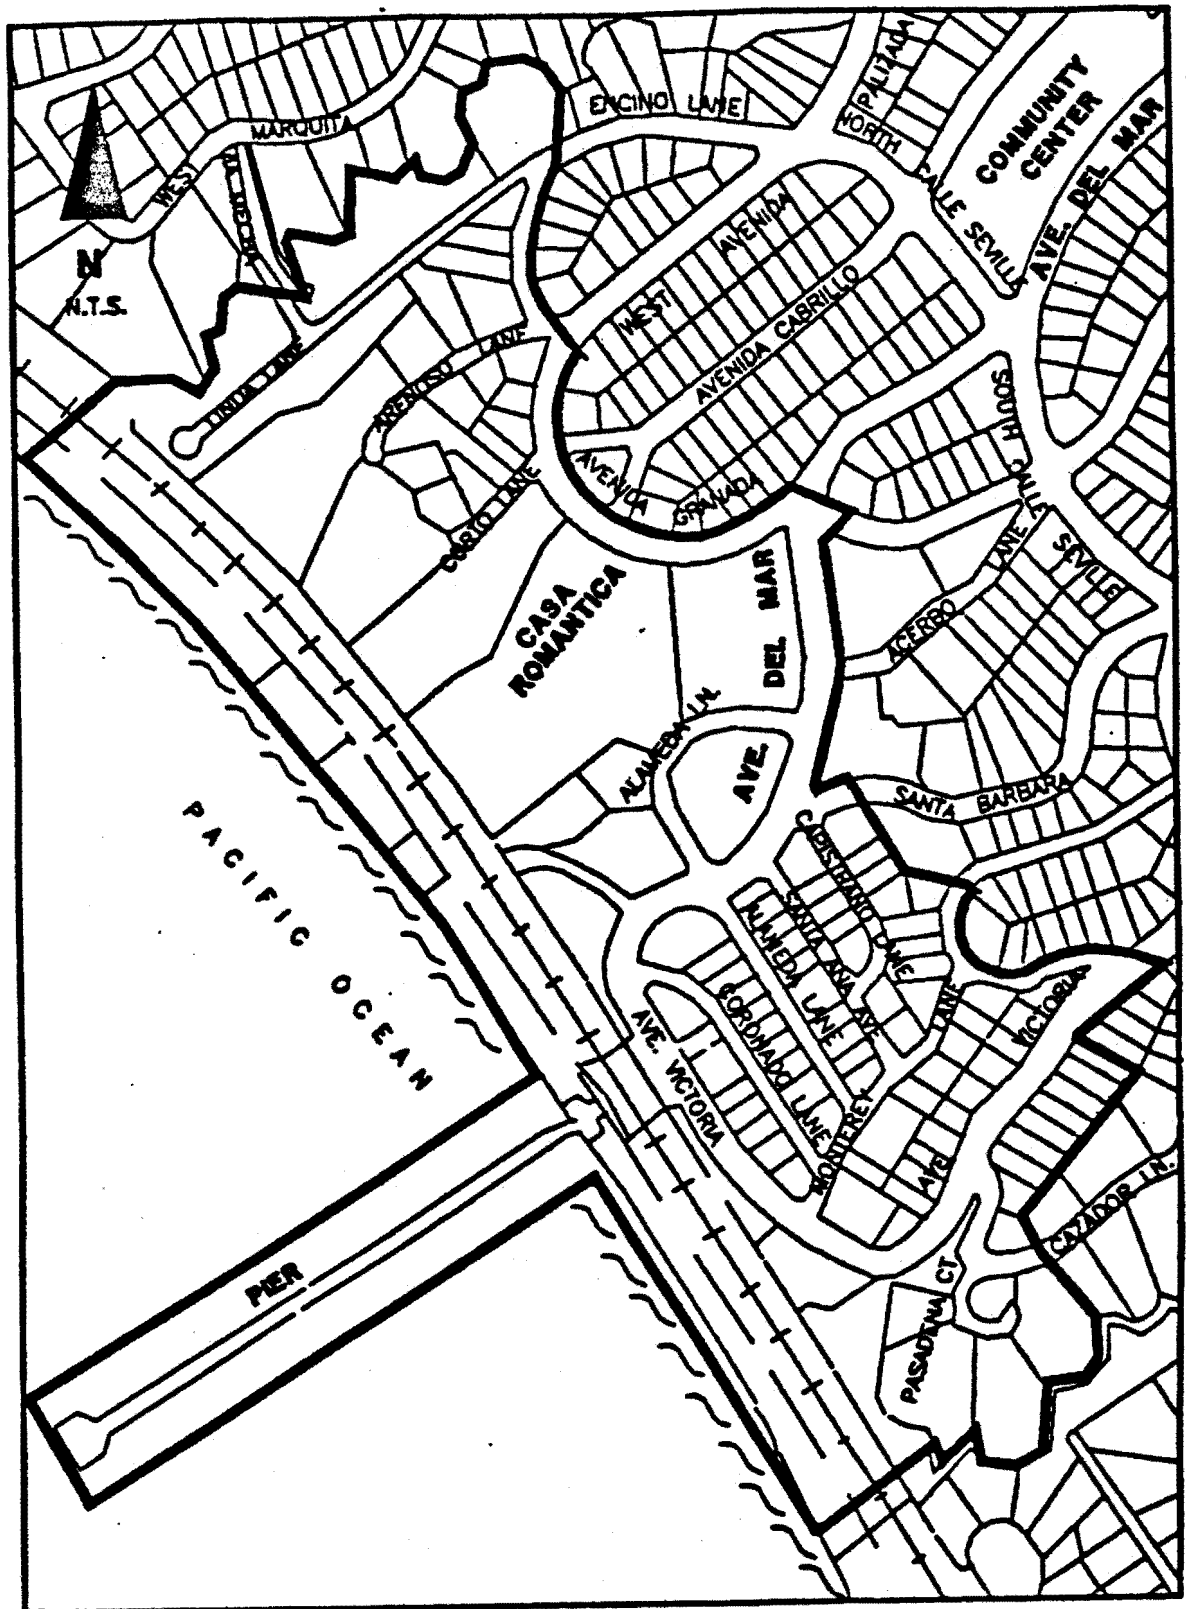 PALIZADA
NORTH
ENCINO LANE
COMMUNITY
CENTER
AVE. DEL MAR
MARQUITA
WEST
CALLE SEVILLA
AVENIDA
WEST
N
N.T.S.
AVENIDA CABRILLO
LINDA LANE
ARENOSO LANE
SOUTH CALLE
SEVILLE
AVENIDA
GRANADA
CORTO LANE
ACEBO LANE
CASA
ROMANTICA
DEL MAR
AVE.
ALAMEDA LN.
SANTA BARBARA
CAPISTRANO LANE
SANTA ANA AVE
ALAMEDA LANE
CORONADO LANE
PACIFIC OCEAN
AVE. VICTORIA
LANE
MONTEREY
VICTORIA
AVE.
CAZADOR LN.
PIER
PASADENA CT